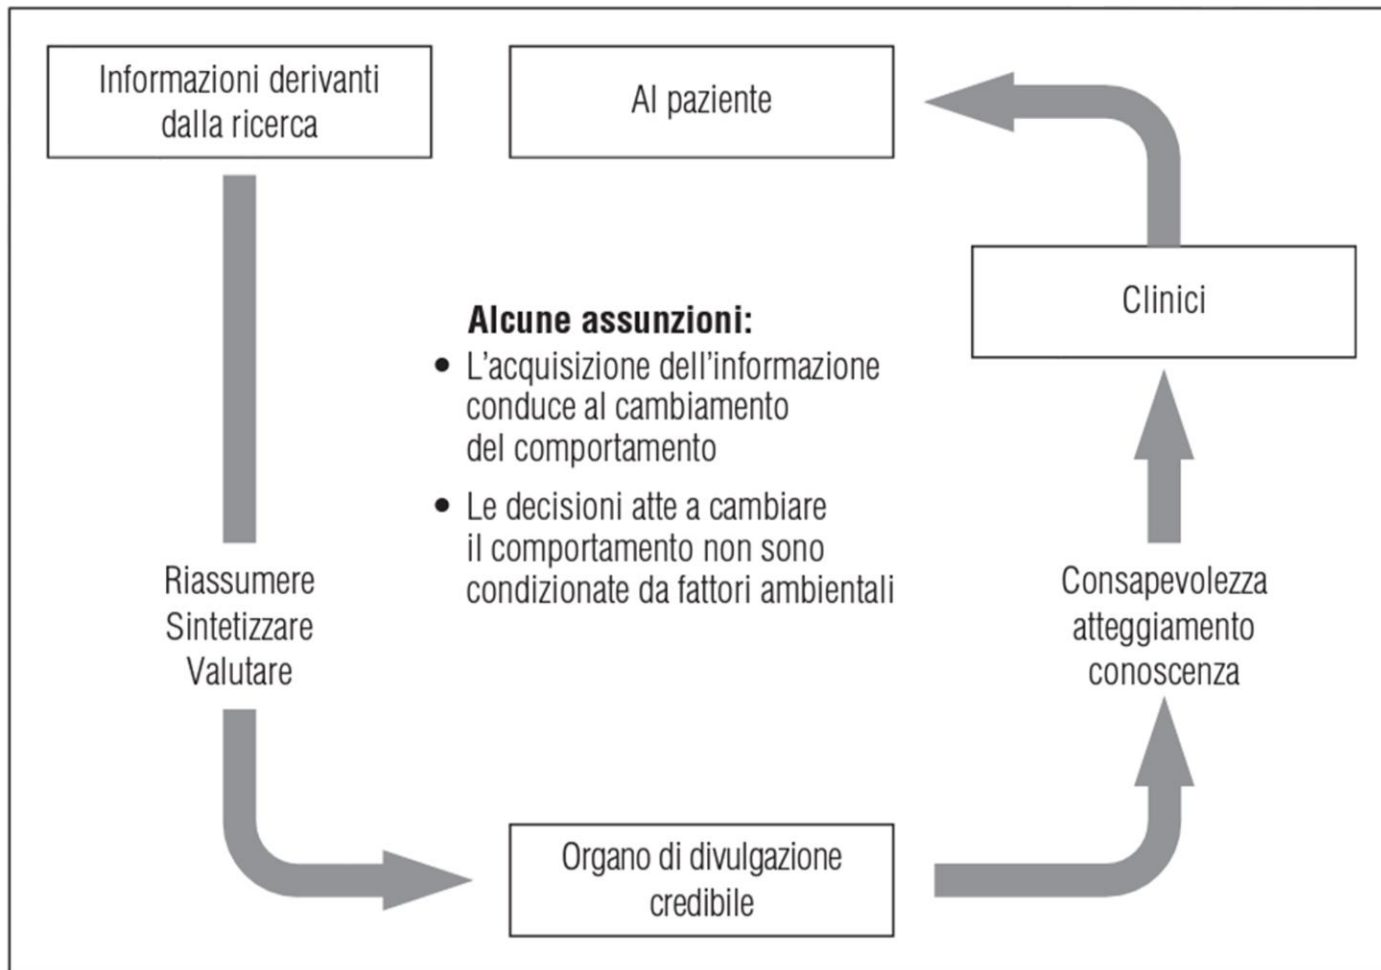 Informazioni derivanti
dalla ricerca
Al paziente
Clinici
Alcune assunzioni:
• L'acquisizione dell'informazione
conduce al cambiamento
del comportamento
• Le decisioni atte a cambiare
il comportamento non sono
condizionate da fattori ambientali
Riassumere
Sintetizzare
Valutare
Consapevolezza
atteggiamento
conoscenza
Organo di divulgazione
credibile